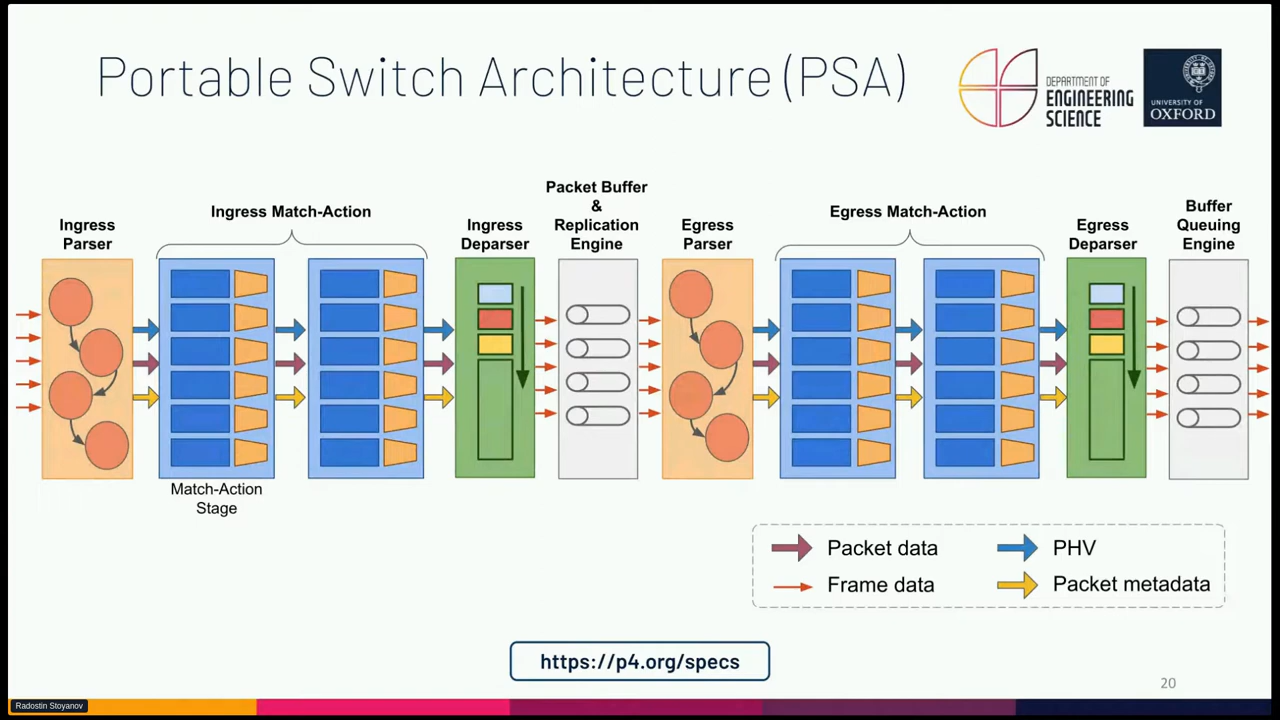 Portable Switch Architecture (PSA)
DEPARTMENT OF
ENGINEERING
SCIENCE
UNIVERSITY OF
OXFORD
Ingress
Parser
Ingress Match-Action
Ingress
Deparser
Packet Buffer
&
Replication
Engine
Egress
Parser
Egress Match-Action
Egress
Deparser
Buffer
Queuing
Engine
Match-Action
Stage
Packet data
PHV
Frame data
Packet metadata
https://p4.org/specs
20
Radostin Stoyanov